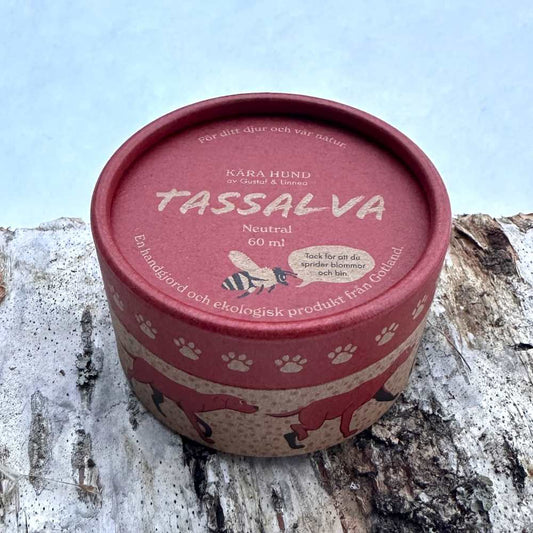 För ditt djur och vår natur.
KÄRA HUND
av Gustaf & Linnea
TASSALVA
Neutral
60 ml
Tack för att du
sprider blommor
och bin.
En handgjord och ekologisk produkt från Gotland.